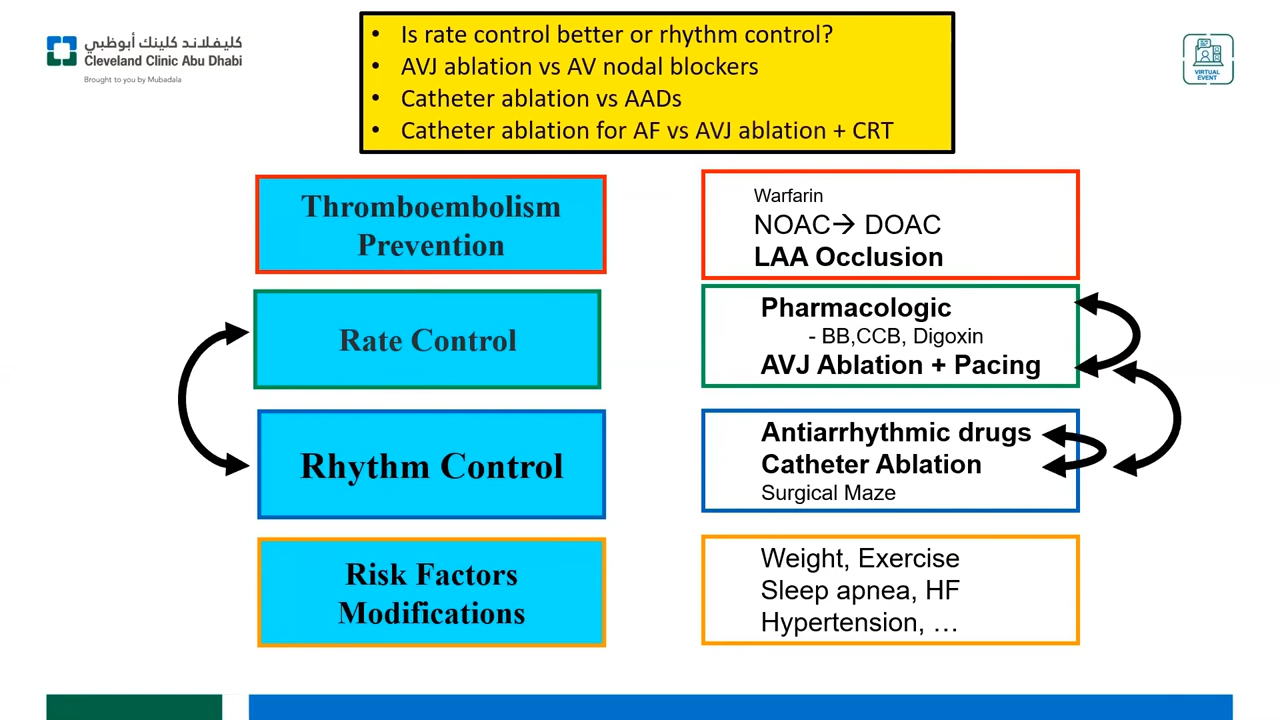 كليفلاند كلينك أبوظبي
Cleveland Clinic Abu Dhabi
Brought to you by Mubadala
• Is rate control better or rhythm control?
• AVJ ablation vs AV nodal blockers
• Catheter ablation vs AADs
• Catheter ablation for AF vs AVJ ablation + CRT
VIRTUAL
EVENT
Thromboembolism
Prevention
Warfarin
NOAC→ DOAC
LAA Occlusion
Rate Control
Pharmacologic
- BB,CCB, Digoxin
AVJ Ablation + Pacing
Rhythm Control
Antiarrhythmic drugs
Catheter Ablation
Surgical Maze
Risk Factors
Modifications
Weight, Exercise
Sleep apnea, HF
Hypertension, …